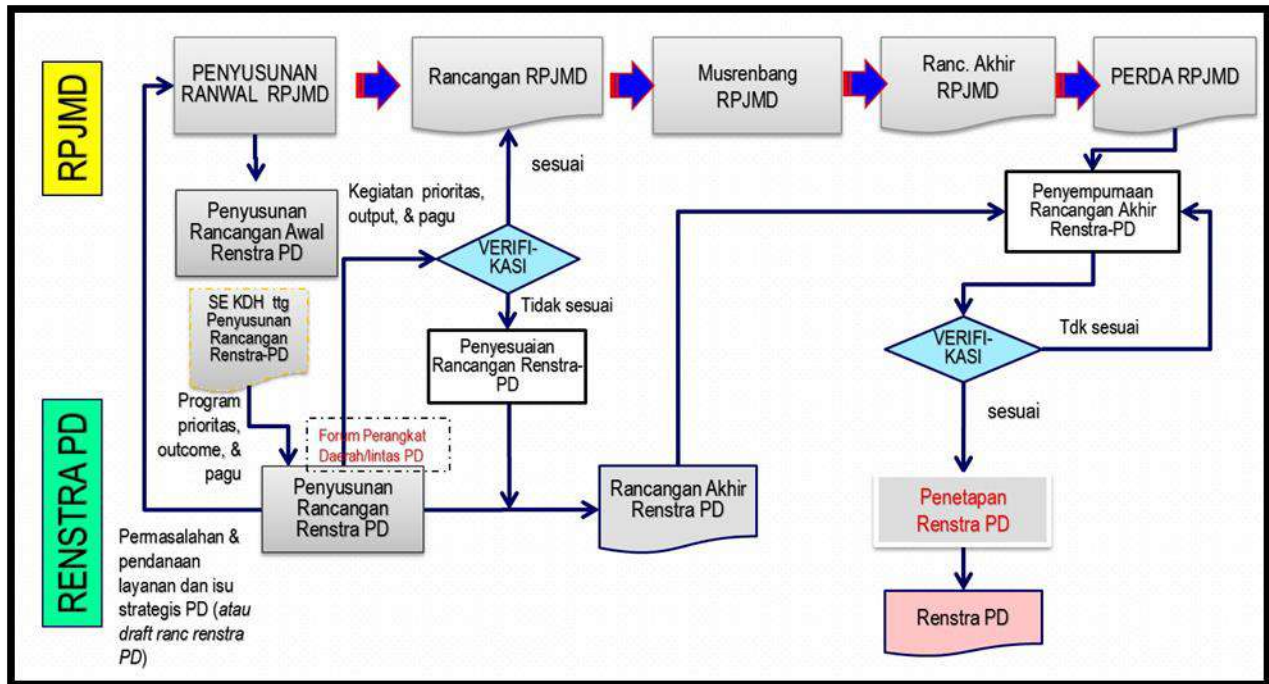 RPJMD
PENYUSUNAN
RANWAL RPJMD
Rancangan RPJMD
Musrenbang
RPJMD
Ranc. Akhir
RPJMD
PERDA RPJMD
Penyusunan
Rancangan Awal
Renstra PD
Kegiatan prioritas,
output, & pagu
sesuai
VERIFI-
KASI
Tidak sesuai
Penyesuaian
Rancangan Renstra-
PD
Penyempurnaan
Rancangan Akhir
Renstra-PD
VERIFI-
KASI
Tdk sesuai
sesuai
RENSTRA PD
SE KDH ttg
Penyusunan
Rancangan
Renstra-PD
Program
prioritas,
outcome, &
pagu
Forum Perangkat
Daerah/lintas PD
Penyusunan
Rancangan
Renstra PD
Rancangan Akhir
Renstra PD
Penetapan
Renstra PD
Renstra PD
Permasalahan &
pendanaan
layanan dan isu
strategis PD (atau
draft ranc renstra
PD)